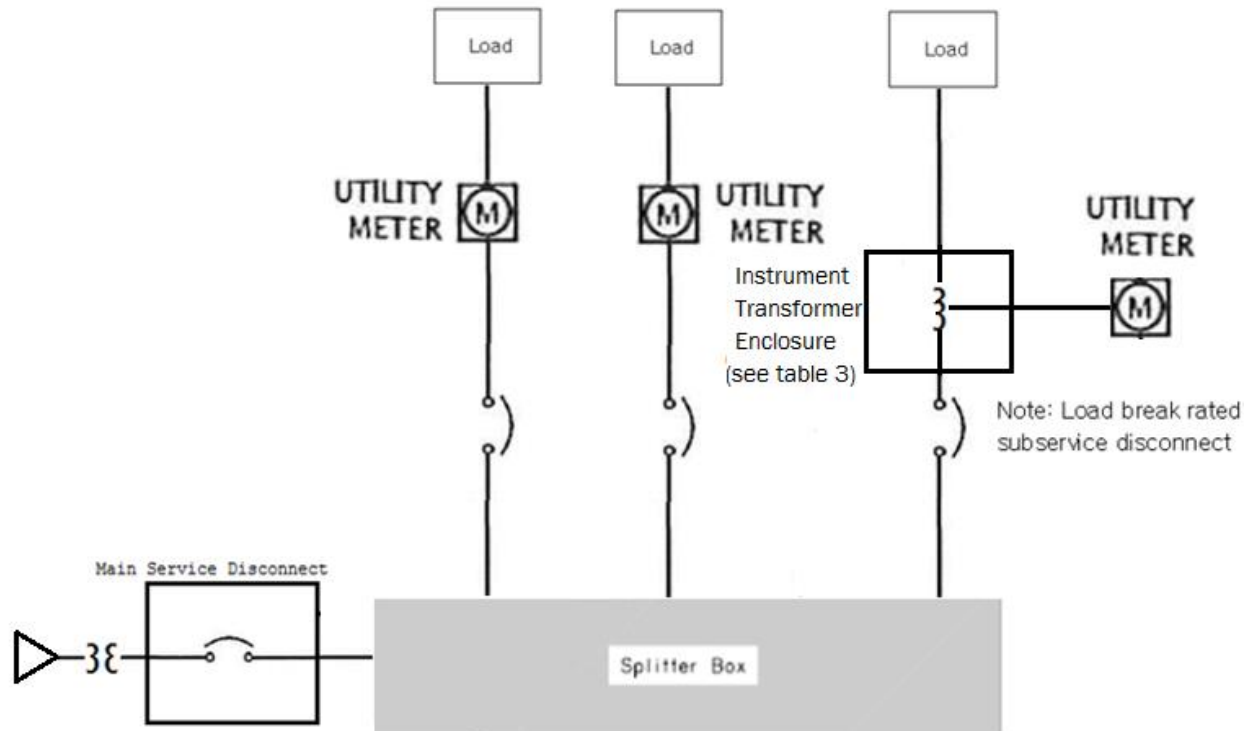 Load
Load
Load
UTILITY
METER
M
M
UTILITY
METER
UTILITY
METER
M
Instrument
Transformer
Enclosure
(see table 3)
Note: Load break rated
subservice disconnect
Main Service Disconnect
Splitter Box